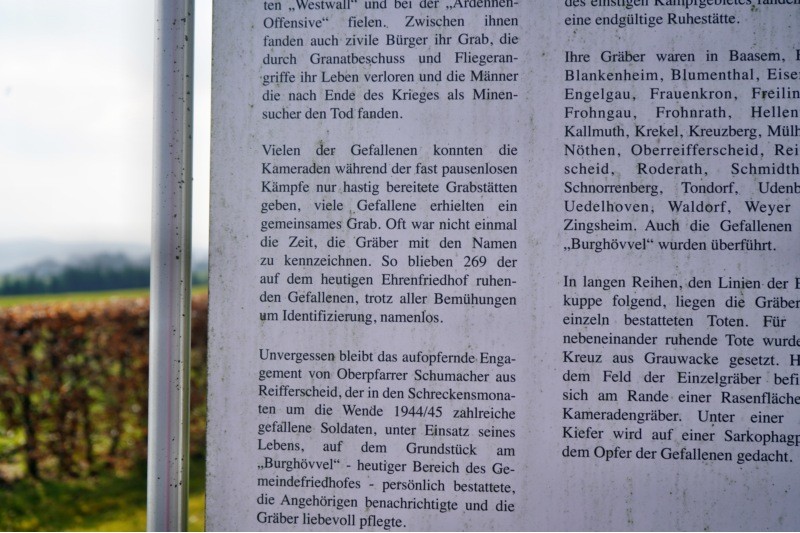 ten „Westwall" und bei der „Ardennen-
Offensive" fielen. Zwischen ihnen
fanden auch zivile Bürger ihr Grab, die
durch Granatbeschuss und Fliegeran-
griffe ihr Leben verloren und die Männer
die nach Ende des Krieges als Minen-
sucher den Tod fanden.
Vielen der Gefallenen konnten die
Kameraden während der fast pausenlosen
Kämpfe nur hastig bereitete Grabstätten
geben, viele Gefallene erhielten ein
gemeinsames Grab. Oft war nicht einmal
die Zeit, die Gräber mit den Namen
zu kennzeichnen. So blieben 269 der
auf dem heutigen Ehrenfriedhof ruhen-
den Gefallenen, trotz aller Bemühungen
um Identifizierung, namenlos.
Unvergessen bleibt das aufopfernde Enga-
gement von Oberpfarrer Schumacher aus
Reifferscheid, der in den Schreckensmona-
ten um die Wende 1944/45 zahlreiche
gefallene Soldaten, unter Einsatz seines
Lebens, auf dem Grundstück am
„Burghövvel" - heutiger Bereich des Ge-
meindefriedhofes - persönlich bestattete,
die Angehörigen benachrichtigte und die
Gräber liebevoll pflegte.
des einstigen Kampfgebietes fanden
eine endgültige Ruhestätte.
Ihre Gräber waren in Baasem,
Blankenheim, Blumenthal,
Engelgau, Frauenkron,
Frohngau, Frohnrath,
Kallmuth, Krekel, Kreuzberg,
Nöthen, Oberreifferscheid,
scheid, Roderath,
Schnorrenberg, Tondorf,
Uedelhoven, Waldorf, Weyer
Zingsheim. Auch die Gefallenen
„Burghövvel" wurden überführt.
In langen Reihen, den Linien der
kuppe folgend, liegen die Gräber
einzeln bestatteten Toten. Für
nebeneinander ruhende Tote
Kreuz aus Grauwacke gesetzt.
dem Feld der Einzelgräber
sich am Rande einer Rasenfläche
Kameradengräber. Unter einer
Kiefer wird auf einer
dem Opfer der Gefallenen gedacht.